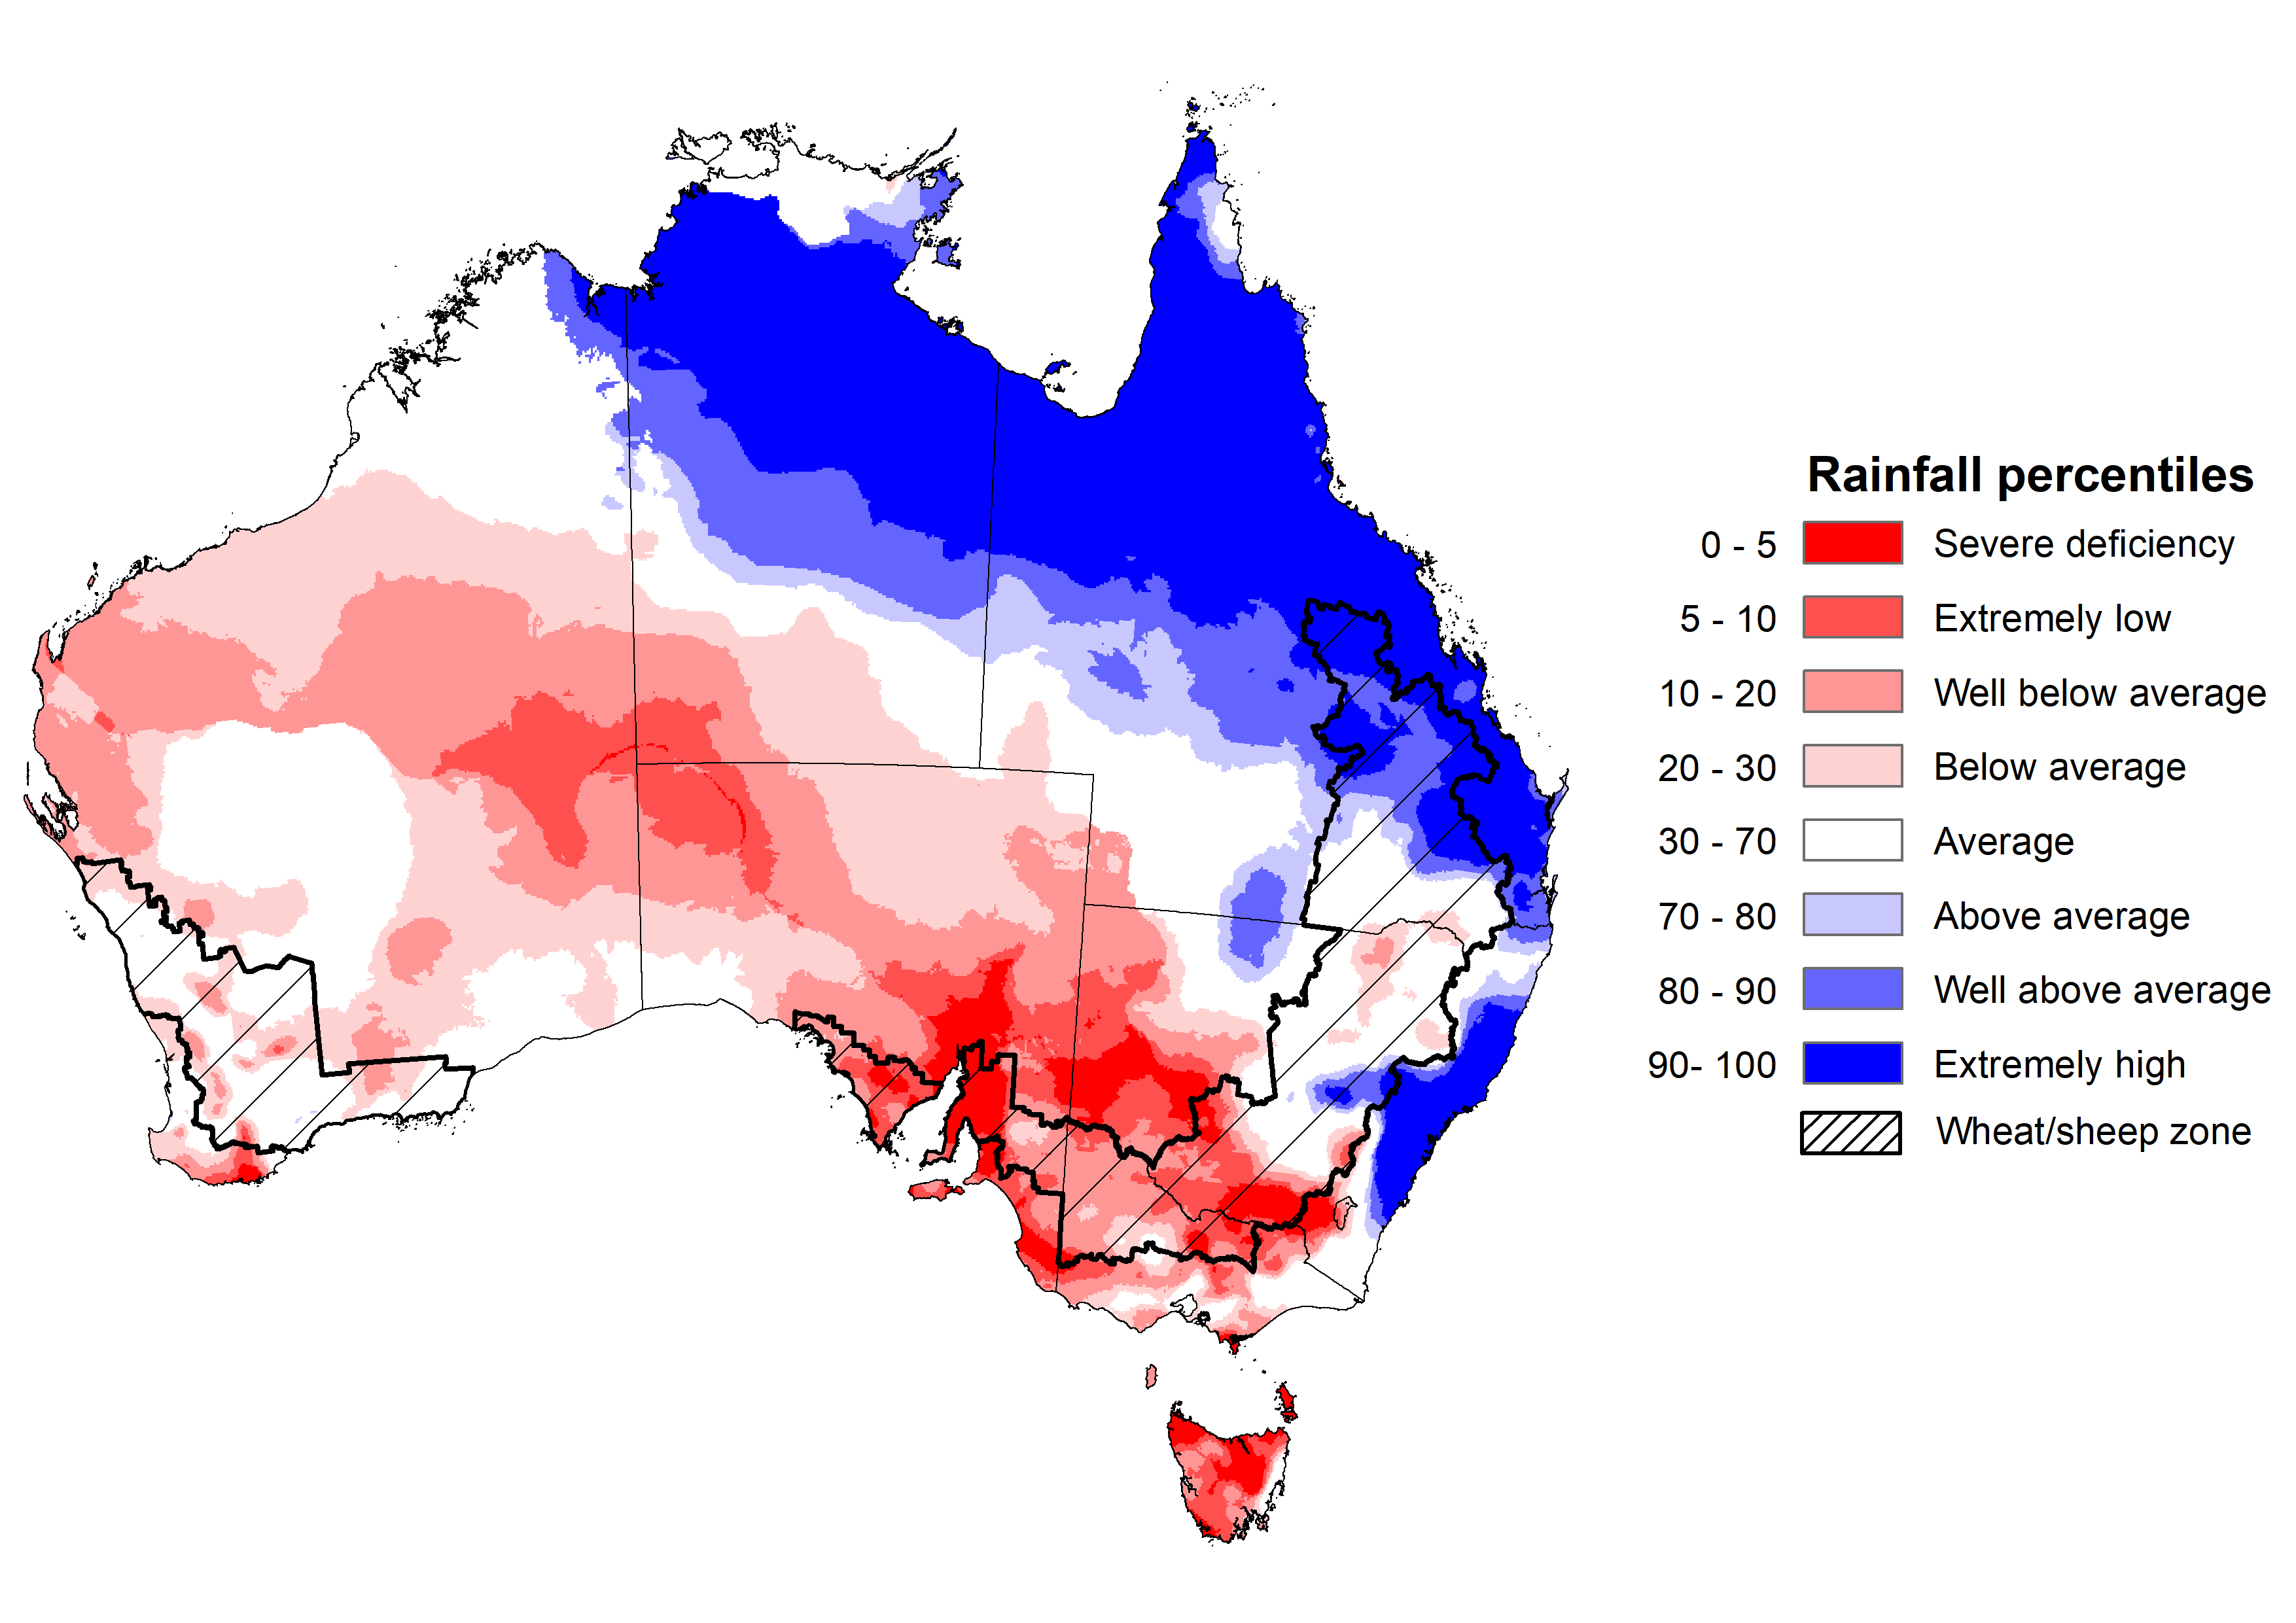 Rainfall percentiles
0 - 5 Severe deficiency
5 - 10 Extremely low
10 - 20 Well below average
20 - 30 Below average
30 - 70 Average
70 - 80 Above average
80 - 90 Well above average
90- 100 Extremely high
Wheat/sheep zone